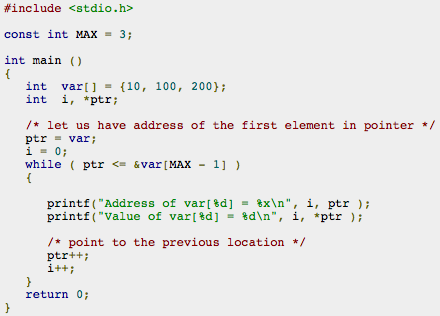 #include <stdio.h>

const int MAX = 3;

int main ()
{
   int  var[] = {10, 100, 200};
   int  i, *ptr;

   /* let us have address of the first element in pointer */
   ptr = var;
   i = 0;
   while ( ptr <= &var[MAX - 1] )
   {

      printf("Address of var[%d] = %x\n", i, ptr );
      printf("Value of var[%d] = %d\n", i, *ptr );

      /* point to the previous location */
      ptr++;
      i++;
   }
   return 0;
}